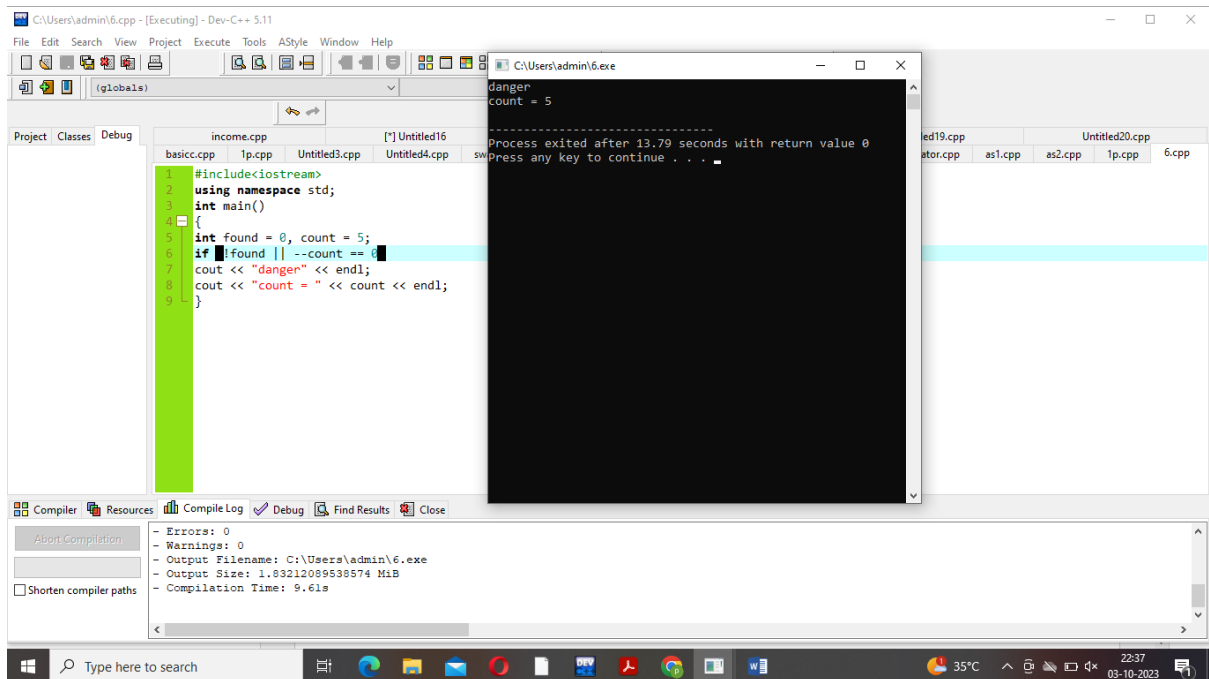 C:\Users\admin\6.cpp - [Executing] - Dev-C++ 5.11
File Edit Search View Project Execute Tools AStyle Window Help
(globals)
Project Classes Debug
income.cpp [*] Untitled16 led19.cpp Untitled20.cpp
basicc.cpp 1p.cpp Untitled3.cpp Untitled4.cpp sw ator.cpp as1.cpp as2.cpp 1p.cpp 6.cpp
1 #include<iostream>
2 using namespace std;
3 int main()
4 {
5 int found = 0, count = 5;
6 if (!found || --count == 0)
7 cout << "danger" << endl;
8 cout << "count = " << count << endl;
9 }
C:\Users\admin\6.exe
danger
count = 5
--------------------------------
Process exited after 13.79 seconds with return value 0
Press any key to continue . . .
Compiler Resources Compile Log Debug Find Results Close
Abort Compilation
Shorten compiler paths
- Errors: 0
- Warnings: 0
- Output Filename: C:\Users\admin\6.exe
- Output Size: 1.83212089538574 MiB
- Compilation Time: 9.61s
Type here to search
DEV
35°C
22:37
03-10-2023